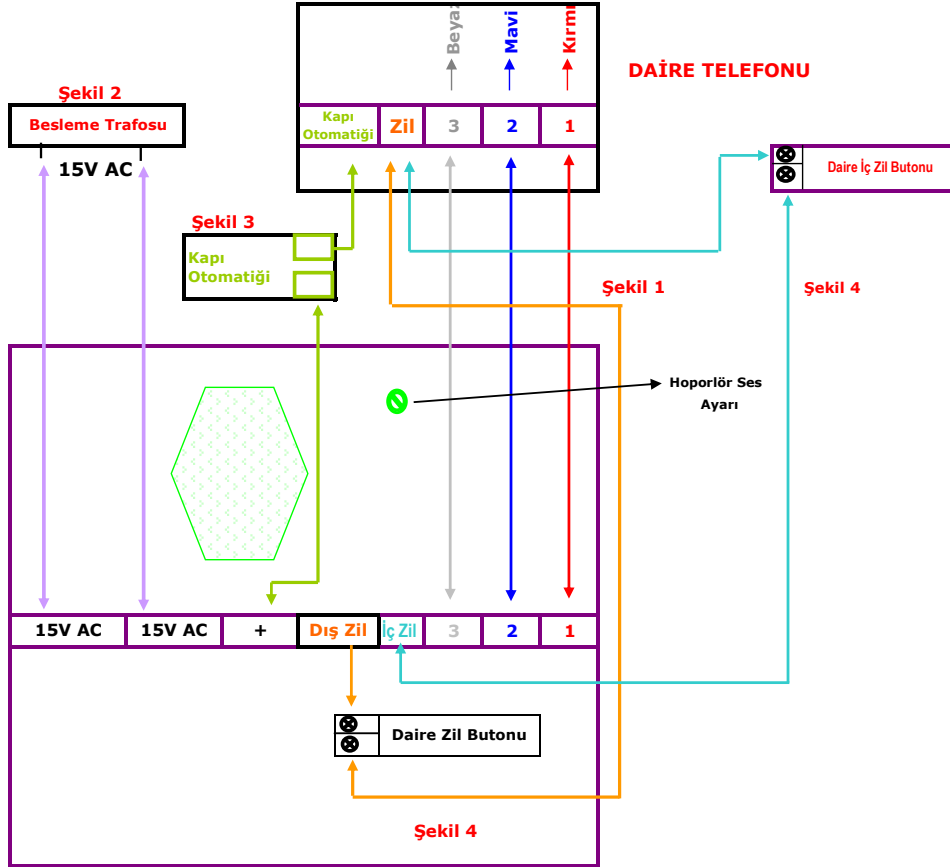 Beyaz
Mavi
Kırmı
DAİRE TELEFONU
Şekil 2
Besleme Trafosu
15V AC
Kapı
Otomatiği
Zil
3
2
1
Daire İç Zil Butonu
Şekil 3
Kapı
Otomatiği
Şekil 1
Şekil 4
Hoporlör Ses
Ayarı
15V AC
15V AC
+
Dış Zil
İç Zil
3
2
1
Daire Zil Butonu
Şekil 4